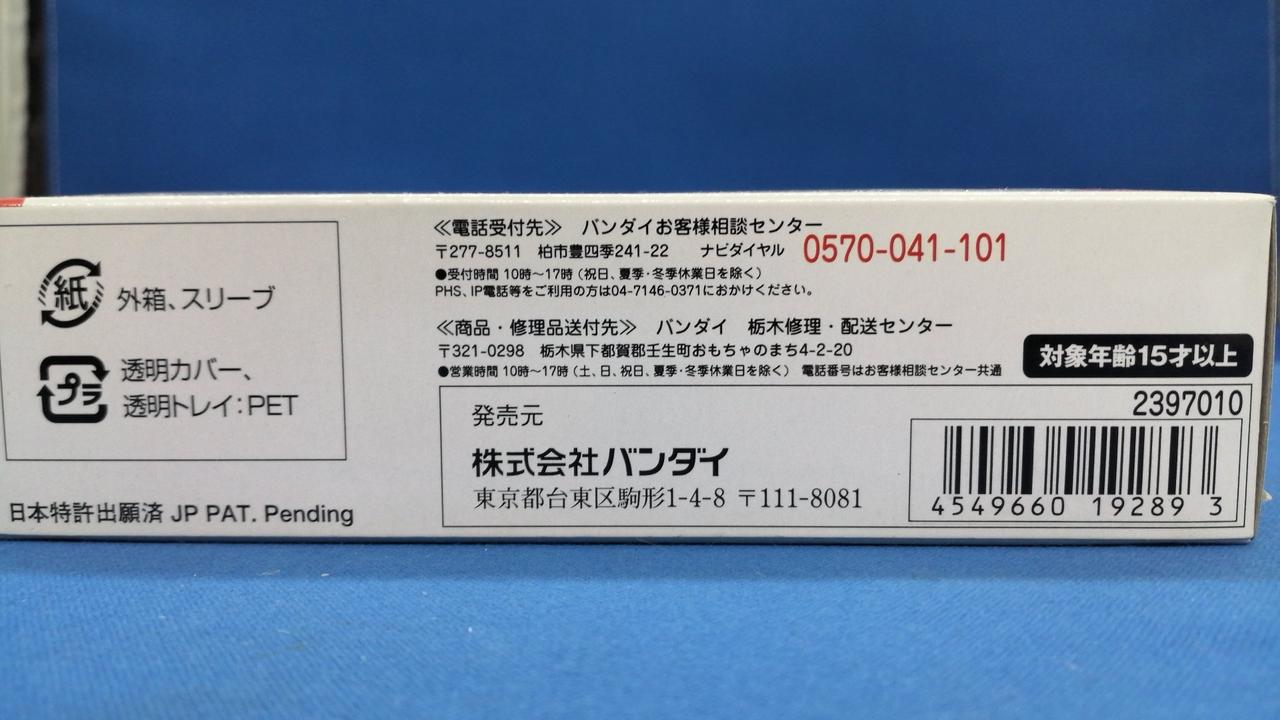 紙 外箱、スリーブ
プラ 透明カバー、
透明トレイ:PET
日本特許出願済 JP PAT. Pending
≪電話受付先≫ バンダイお客様相談センター
〒277-8511 柏市豊四季241-22 ナビダイヤル 0570-041-101
●受付時間 10時〜17時(祝日、夏季・冬季休業日を除く)
PHS、IP電話等をご利用の方は04-7146-0371におかけください。
≪商品・修理品送付先≫ バンダイ 栃木修理・配送センター
〒321-0298 栃木県下都賀郡壬生町おもちゃのまち4-2-20
●営業時間 10時〜17時(土、日、祝日、夏季・冬季休業日を除く) 電話番号はお客様相談センター共通
対象年齢15才以上
発売元
株式会社バンダイ
東京都台東区駒形1-4-8 〒111-8081
2397010
4549660 19289 3